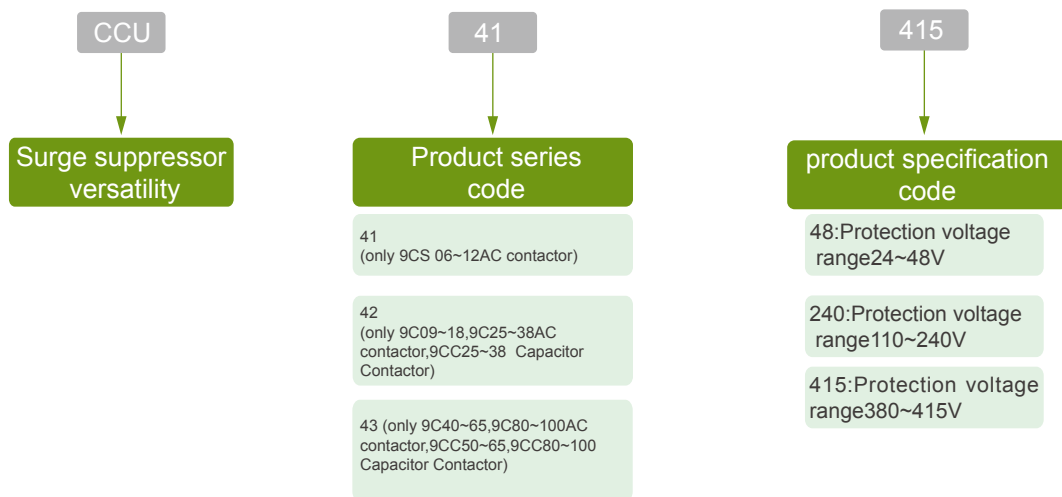 CCU
41
415
Surge suppressor
versatility
Product series
code
product specification
code
41
(only 9CS 06~12AC contactor)
42
(only 9C09~18,9C25~38AC
contactor,9CC25~38 Capacitor
Contactor)
43 (only 9C40~65,9C80~100AC
contactor,9CC50~65,9CC80~100
Capacitor Contactor)
48:Protection voltage
range24~48V
240:Protection voltage
range110~240V
415:Protection voltage
range380~415V